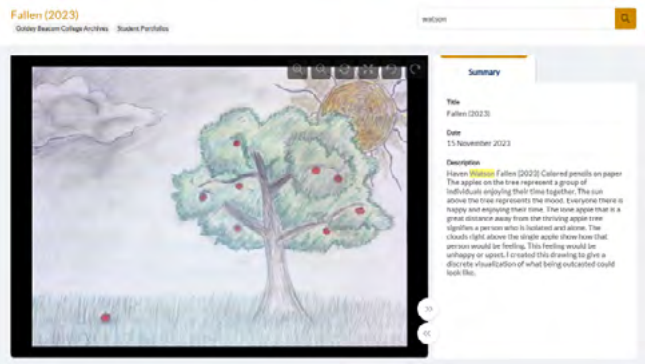 Fallen (2023)
Goldey-Beacom College Archives Student Portfolios
watson
Summary
Title
Fallen (2023)
Date
15 November 2023
Description
Haven Watson Fallen (2023) Colored pencils on paper
The apples on the tree represent a group of
individuals enjoying their time together. The sun
above the tree represents the mood. Everyone there is
happy and enjoying their time. The lone apple that is a
great distance away from the thriving apple tree
signifies a person who is isolated and alone. The
clouds right above the single apple show how that
person would be feeling. This feeling would be
unhappy or upset. I created this drawing to give a
discrete visualization of what being outcasted could
look like.